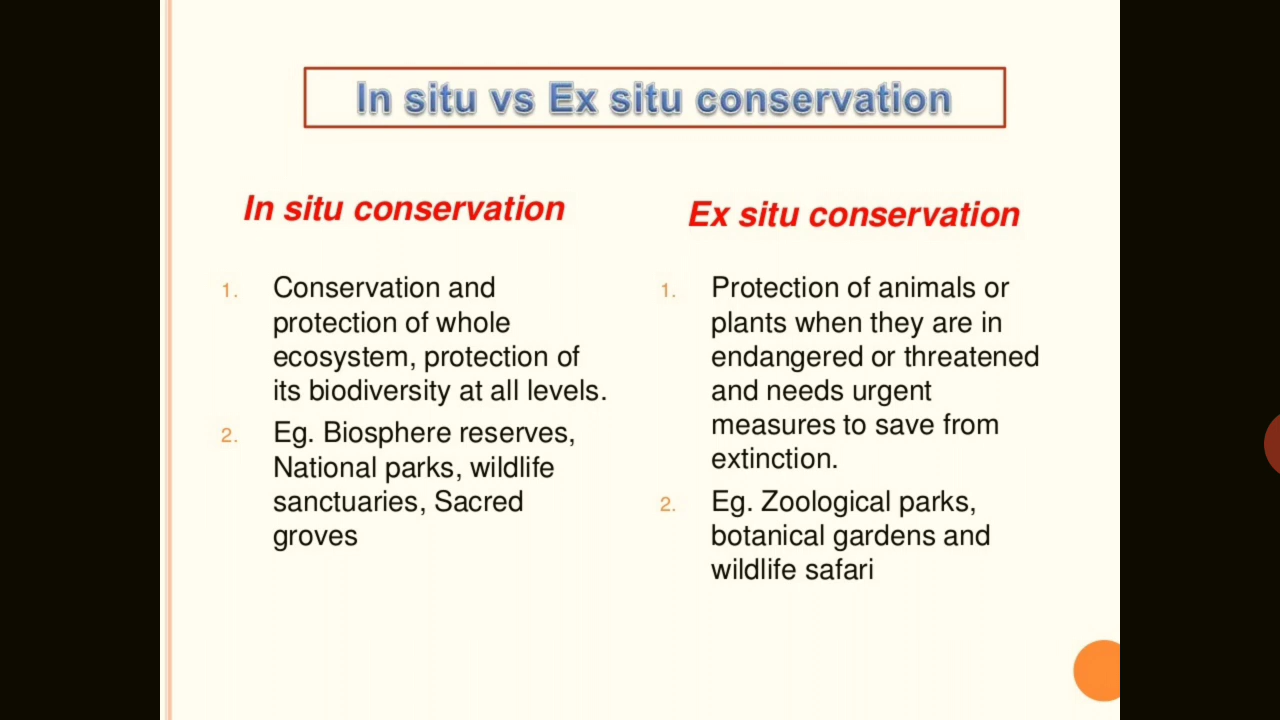 In situ vs Ex situ conservation
In situ conservation
1. Conservation and
protection of whole
ecosystem, protection of
its biodiversity at all levels.
2. Eg. Biosphere reserves,
National parks, wildlife
sanctuaries, Sacred
groves
Ex situ conservation
1. Protection of animals or
plants when they are in
endangered or threatened
and needs urgent
measures to save from
extinction.
2. Eg. Zoological parks,
botanical gardens and
wildlife safari